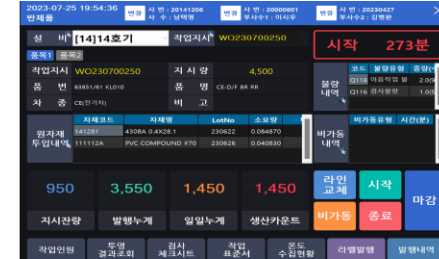 2023-07-25 19:54:36 변경 사 번 : 20141206 변경 사 번 : 20000601 변경 사 번 : 20230427
반제품 사 수 : 남덕영 부사수1 : 이시우 부사수2 : 김병완
설 비 [14]14호기 작업지시 WO230700250 시작 273분
품목1 품목2
작업지시 WO230700250 지 시 량 4,500
품 번 83851/61 KL010 품 명 CE-D/F BR RR
차 종 CE(전기차) 비 고
불량내역 코드 불량유형 중량(
Q118 이음작업 불 2.0(
Q116 검사불량 1.0(
원자재 투입내역 자재코드 자재명 LotNo 소요량
141281 430BA 0.4X28.1 230622 0.084870
111112A PVC COMPOUND #70 230626 0.040830
비가동 내역 비가동유형 시간(분)
950 3,550 1,450 1,450
지시잔량 발행누계 일일누계 생산카운트
라인교체 시작 마감
비가동 종료
작업인원 투영결과조회 검사체크시트 작업표준서 온도수집현황 라벨발행 발행내역